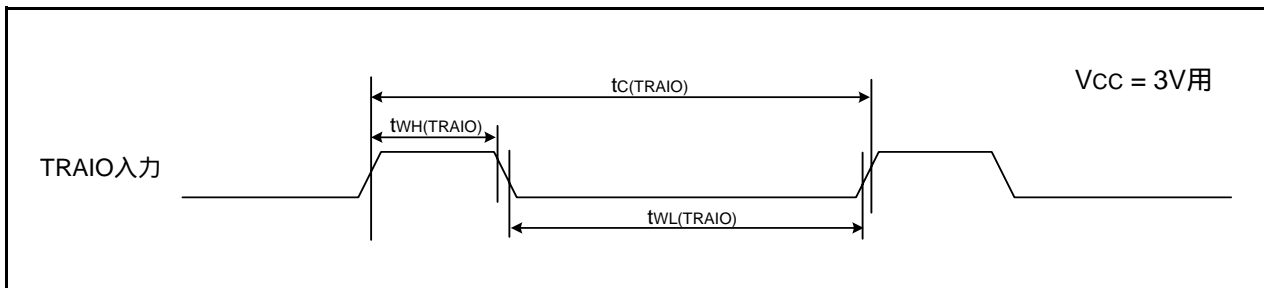 tC(TRAIO)
VCC = 3V用
tWH(TRAIO)
TRAIO入力
tWL(TRAIO)